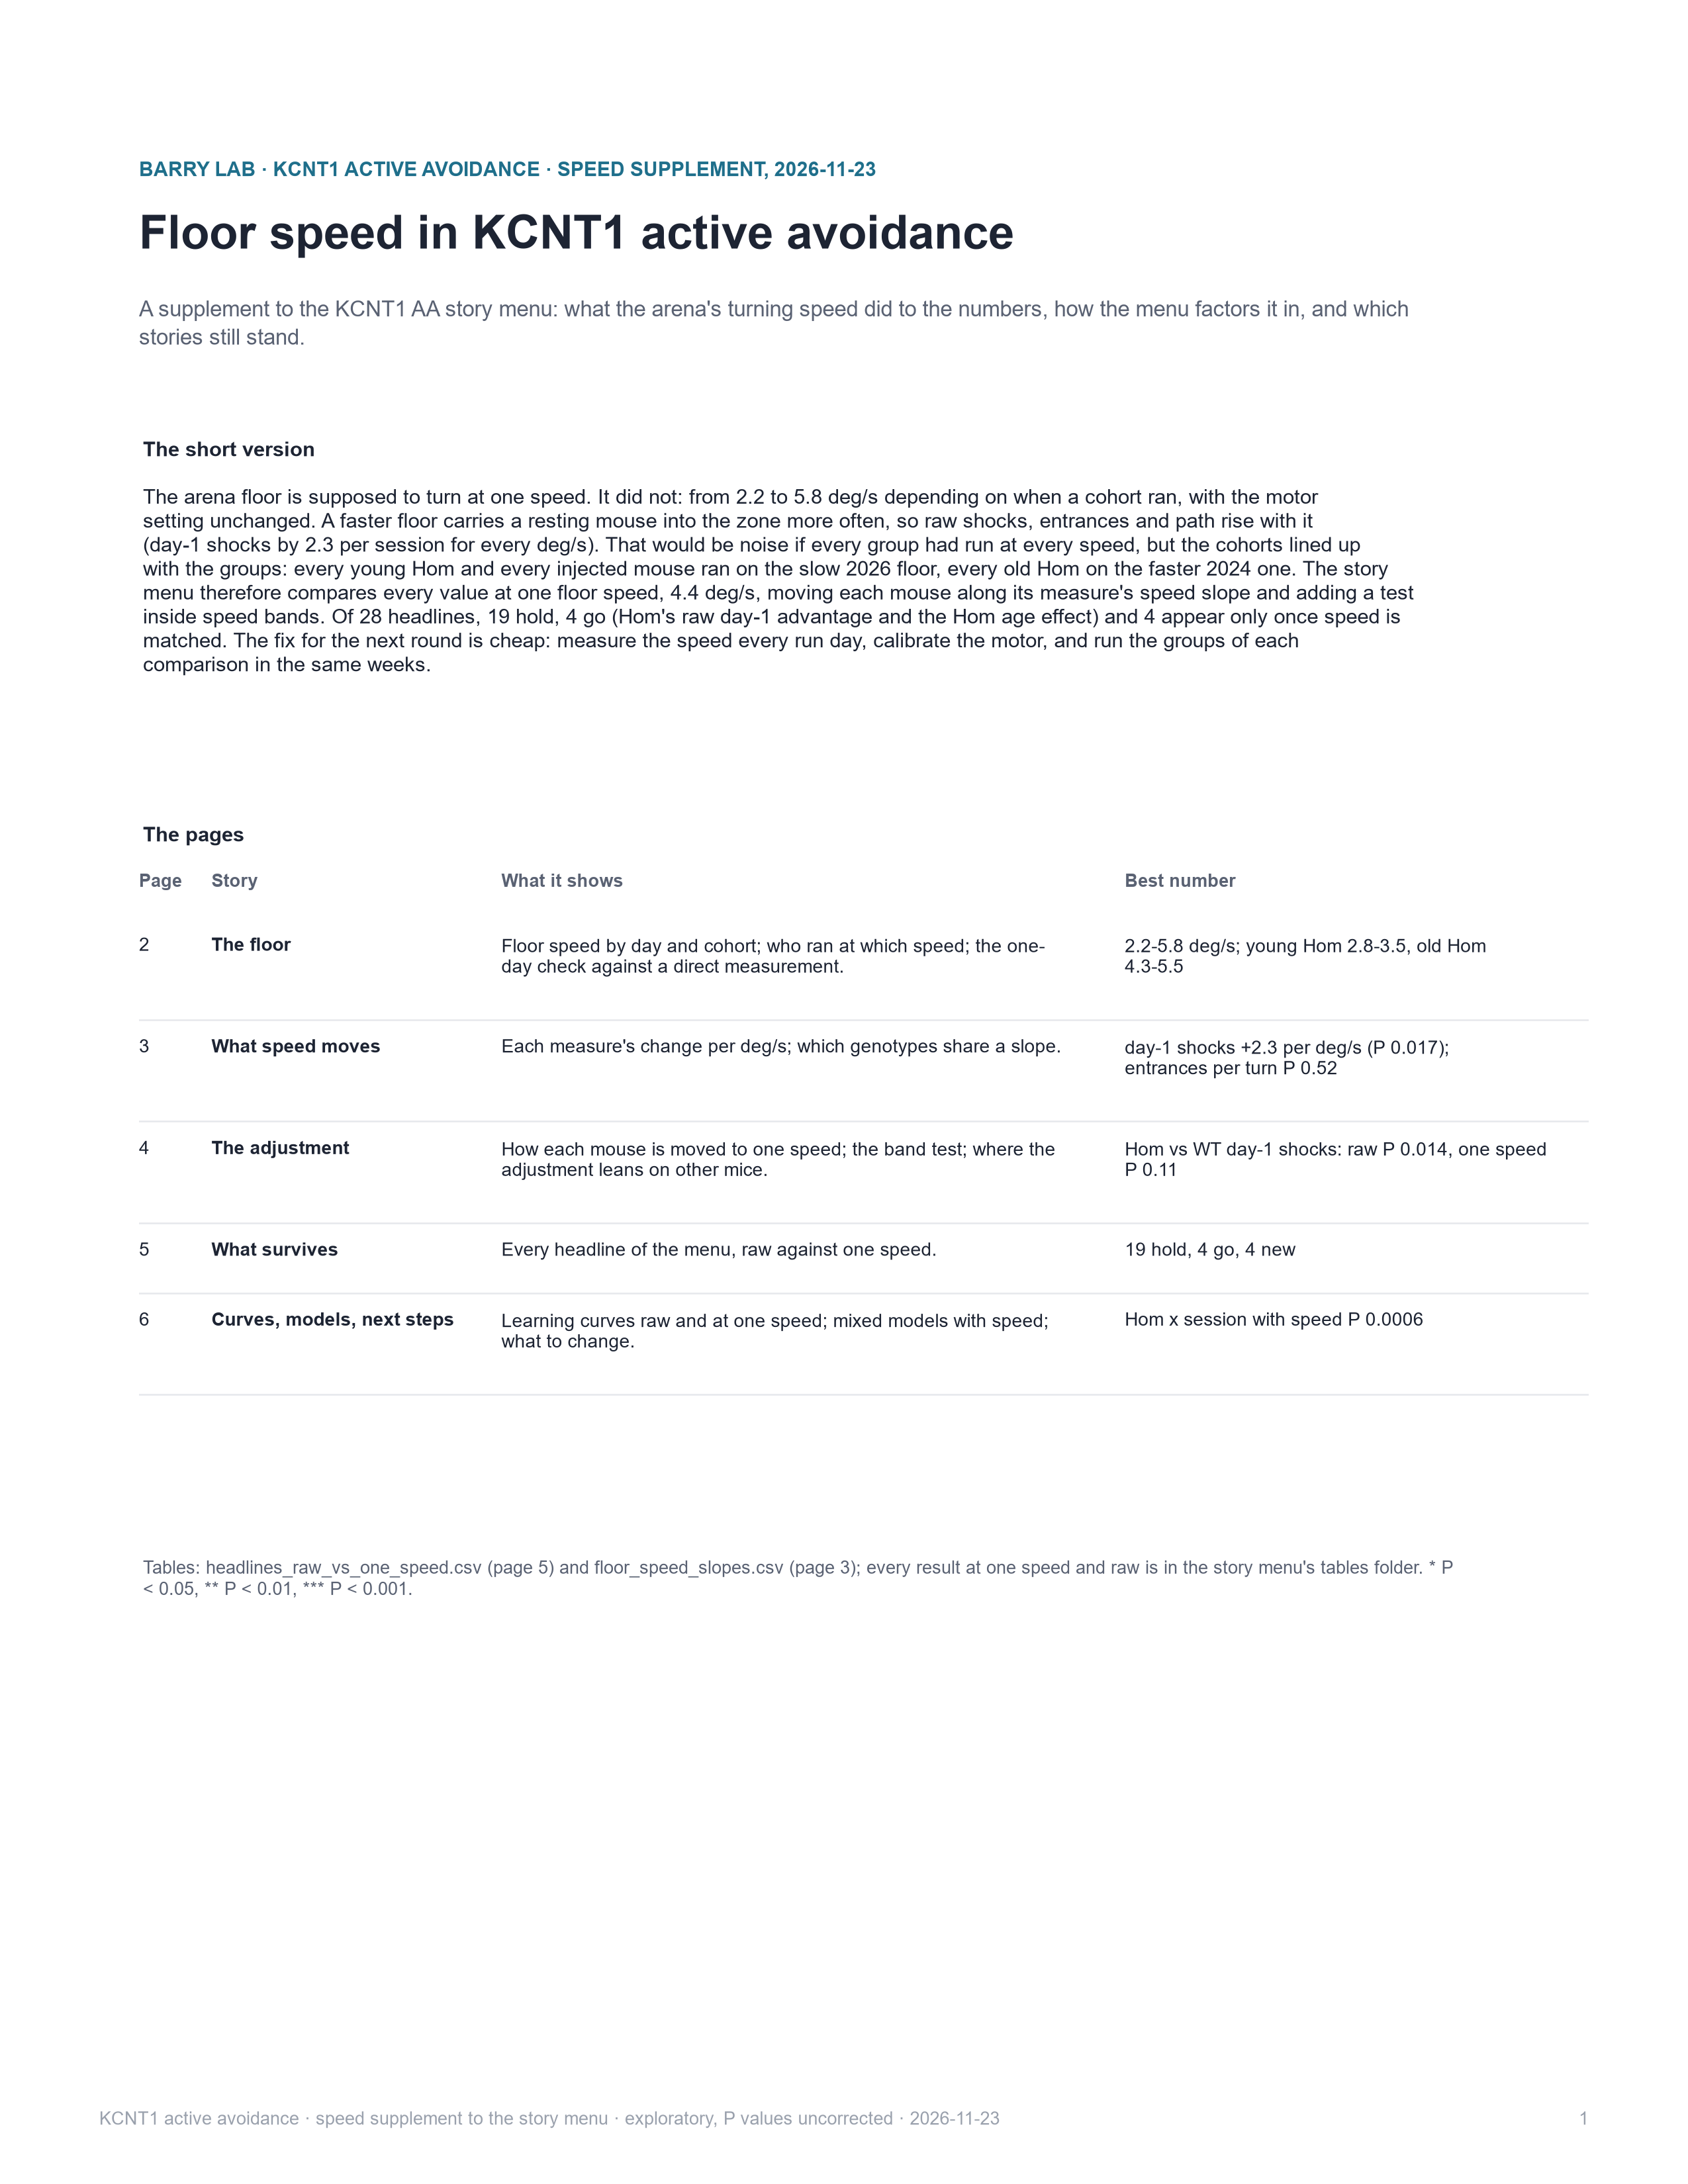 BARRY LAB · KCNT1 ACTIVE AVOIDANCE · SPEED SUPPLEMENT, 2026-11-23
Floor speed in KCNT1 active avoidance
A supplement to the KCNT1 AA story menu: what the arena's turning speed did to the numbers, how the menu factors it in, and which
stories still stand.
The short version
The arena floor is supposed to turn at one speed. It did not: from 2.2 to 5.8 deg/s depending on when a cohort ran, with the motor
setting unchanged. A faster floor carries a resting mouse into the zone more often, so raw shocks, entrances and path rise with it
(day-1 shocks by 2.3 per session for every deg/s). That would be noise if every group had run at every speed, but the cohorts lined up
with the groups: every young Hom and every injected mouse ran on the slow 2026 floor, every old Hom on the faster 2024 one. The story
menu therefore compares every value at one floor speed, 4.4 deg/s, moving each mouse along its measure's speed slope and adding a test
inside speed bands. Of 28 headlines, 19 hold, 4 go (Hom's raw day-1 advantage and the Hom age effect) and 4 appear only once speed is
matched. The fix for the next round is cheap: measure the speed every run day, calibrate the motor, and run the groups of each
comparison in the same weeks.
The pages
Page Story What it shows Best number
2 The floor Floor speed by day and cohort; who ran at which speed; the one- 2.2-5.8 deg/s; young Hom 2.8-3.5, old Hom
day check against a direct measurement. 4.3-5.5
3 What speed moves Each measure's change per deg/s; which genotypes share a slope. day-1 shocks +2.3 per deg/s (P 0.017);
entrances per turn P 0.52
4 The adjustment How each mouse is moved to one speed; the band test; where the Hom vs WT day-1 shocks: raw P 0.014, one speed
adjustment leans on other mice. P 0.11
5 What survives Every headline of the menu, raw against one speed. 19 hold, 4 go, 4 new
6 Curves, models, next steps Learning curves raw and at one speed; mixed models with speed; Hom x session with speed P 0.0006
what to change.
Tables: headlines_raw_vs_one_speed.csv (page 5) and floor_speed_slopes.csv (page 3); every result at one speed and raw is in the story menu's tables folder. * P
< 0.05, ** P < 0.01, *** P < 0.001.
KCNT1 active avoidance · speed supplement to the story menu · exploratory, P values uncorrected · 2026-11-23 1